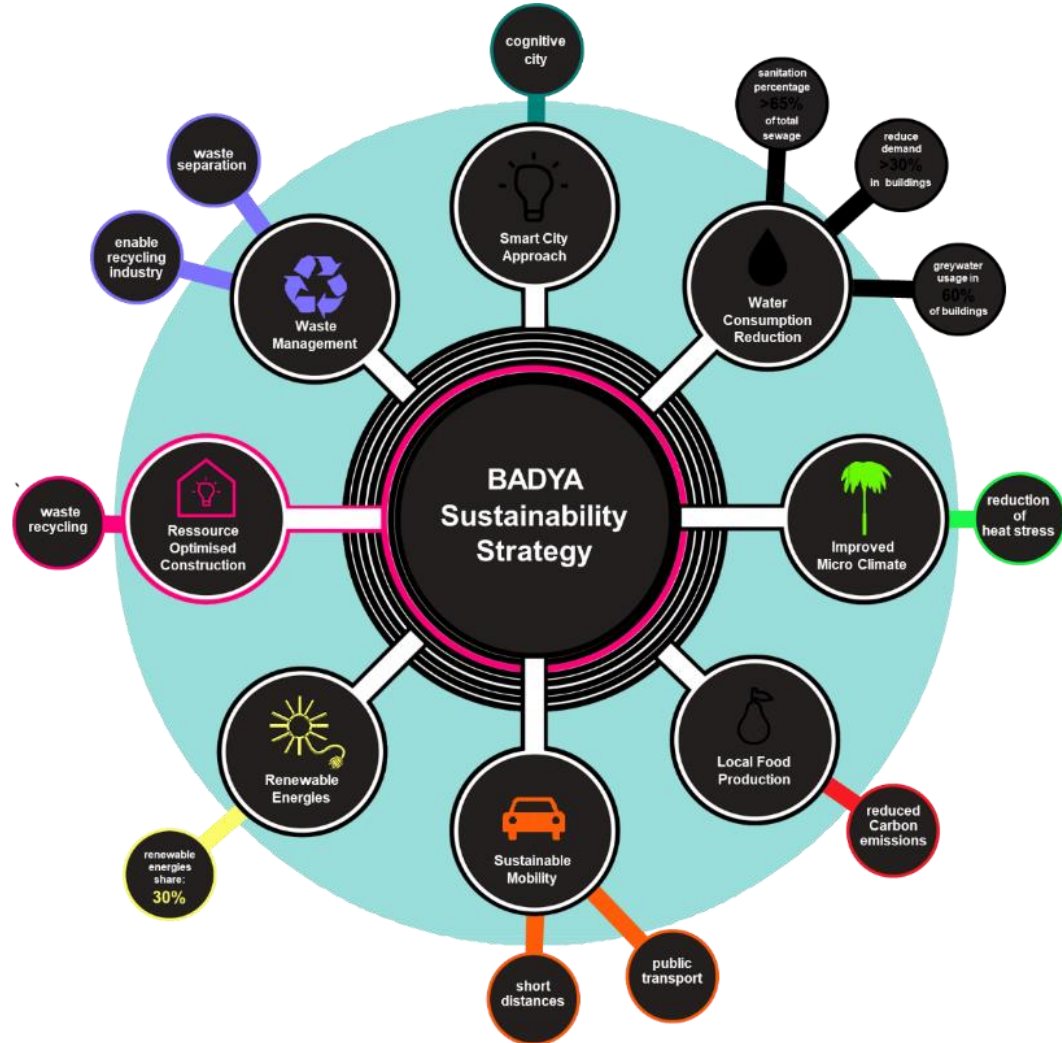 cognitive
city
sanitation
percentage
>65%
of total
sewage
reduce
demand
>30%
in buildings
greywater
usage in
60%
of buildings
waste
separation
enable
recycling
industry
Smart City
Approach
Water
Consumption
Reduction
Waste
Management
BADYA
Sustainability
Strategy
waste
recycling
Ressource
Optimised
Construction
Improved
Micro Climate
reduction
of
heat stress
Renewable
Energies
renewable
energies
share:
30%
Sustainable
Mobility
Local Food
Production
reduced
Carbon
emissions
short
distances
public
transport